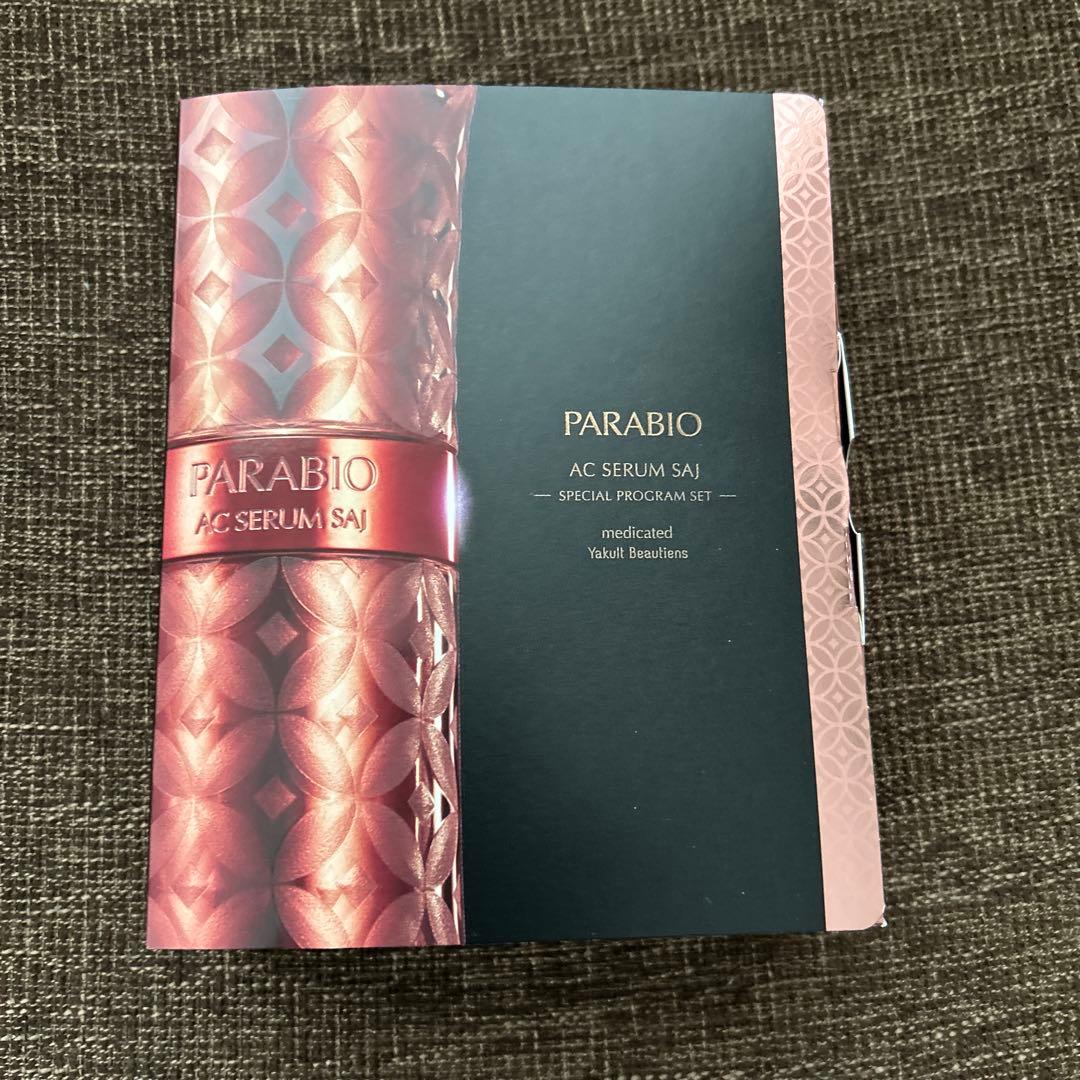 PARABIO
AC SERUM SAJ
PARABIO
AC SERUM SAJ
— SPECIAL PROGRAM SET —
medicated
Yakult Beautiens